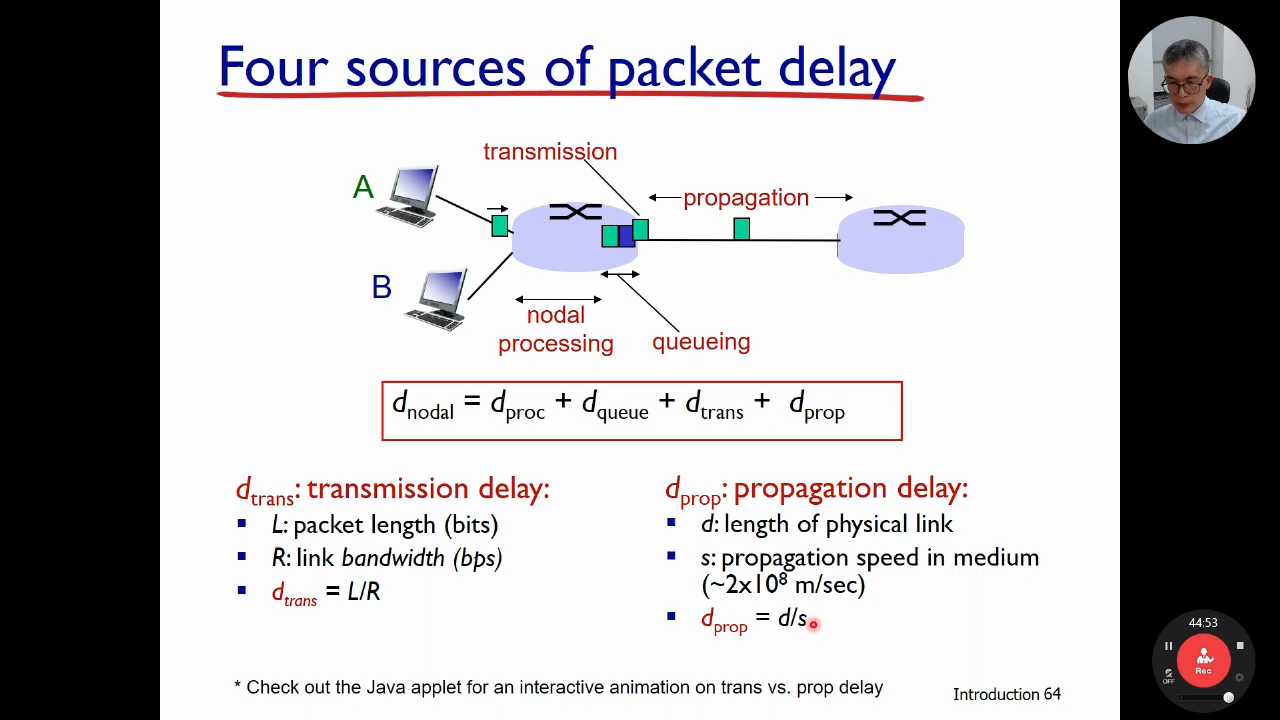 Four sources of packet delay
transmission
A
propagation
B
nodal
processing
queueing
dnodal = dproc + dqueue + dtrans + dprop
dtrans: transmission delay:
L: packet length (bits)
R: link bandwidth (bps)
dtrans = L/R
dprop: propagation delay:
d: length of physical link
s: propagation speed in medium
(~2x10⁸ m/sec)
dprop = d/s
* Check out the Java applet for an interactive animation on trans vs. prop delay
Introduction 64
44:53
Rec
OFF